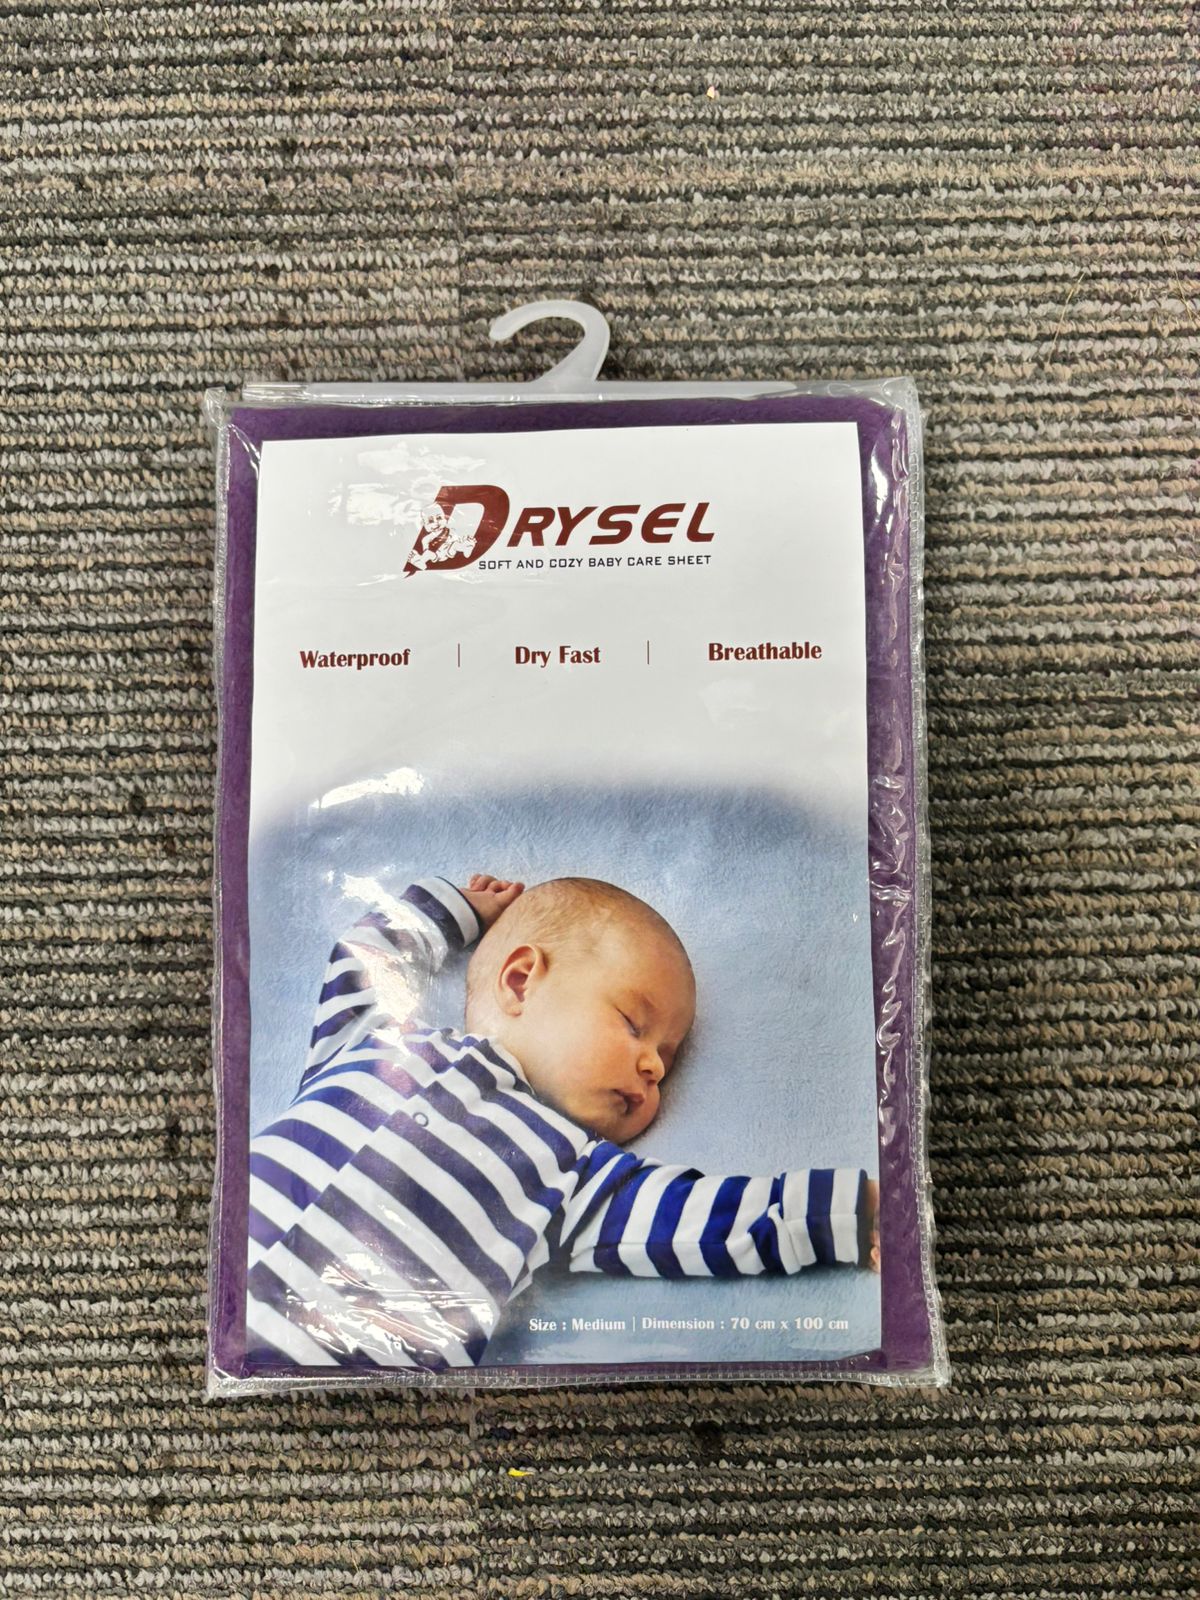 DRYSEL
SOFT AND COZY BABY CARE SHEET
Waterproof | Dry Fast | Breathable
Size : Medium | Dimension : 70 cm x 100 cm